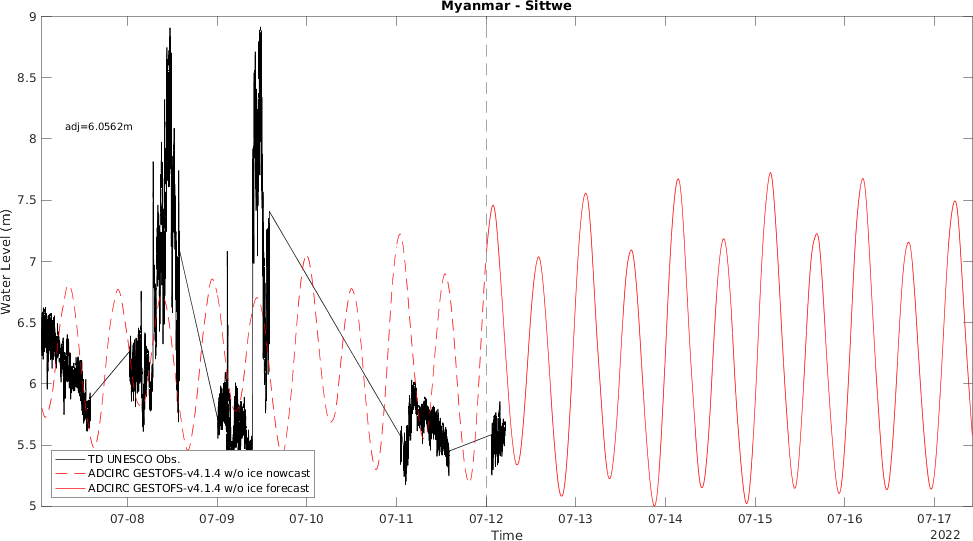 Myanmar - Sittwe
9
8.5
8
7.5
7
6.5
6
5.5
5
Water Level (m)
adj=6.0562m
TD UNESCO Obs.
ADCIRC GESTOFS-v4.1.4 w/o ice nowcast
ADCIRC GESTOFS-v4.1.4 w/o ice forecast
07-08 07-09 07-10 07-11 07-12 07-13 07-14 07-15 07-16 07-17
Time
2022